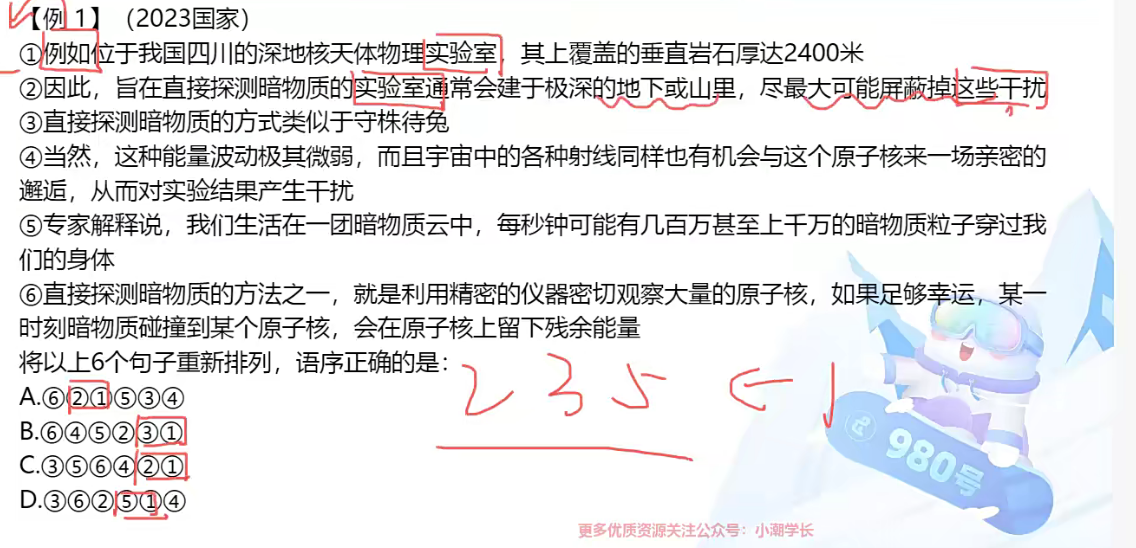 【例 1】（2023国家）
①例如位于我国四川的深地核天体物理实验室，其上覆盖的垂直岩石厚达2400米
②因此，旨在直接探测暗物质的实验室通常会建于极深的地下或山里，尽最大可能屏蔽掉这些干扰
③直接探测暗物质的方式类似于守株待兔
④当然，这种能量波动极其微弱，而且宇宙中的各种射线同样也有机会与这个原子核来一场亲密的
邂逅，从而对实验结果产生干扰
⑤专家解释说，我们生活在一团暗物质云中，每秒钟可能有几百万甚至上千万的暗物质粒子穿过我
们的身体
⑥直接探测暗物质的方法之一，就是利用精密的仪器密切观察大量的原子核，如果足够幸运，某一
时刻暗物质碰撞到某个原子核，会在原子核上留下残余能量
将以上6个句子重新排列，语序正确的是：
2 3 5 ← 1
A.⑥②①⑤③④
B.⑥④⑤②③①
C.③⑤⑥④②①
D.③⑥②⑤①④
980号
更多优质资源关注公众号：小潮学长